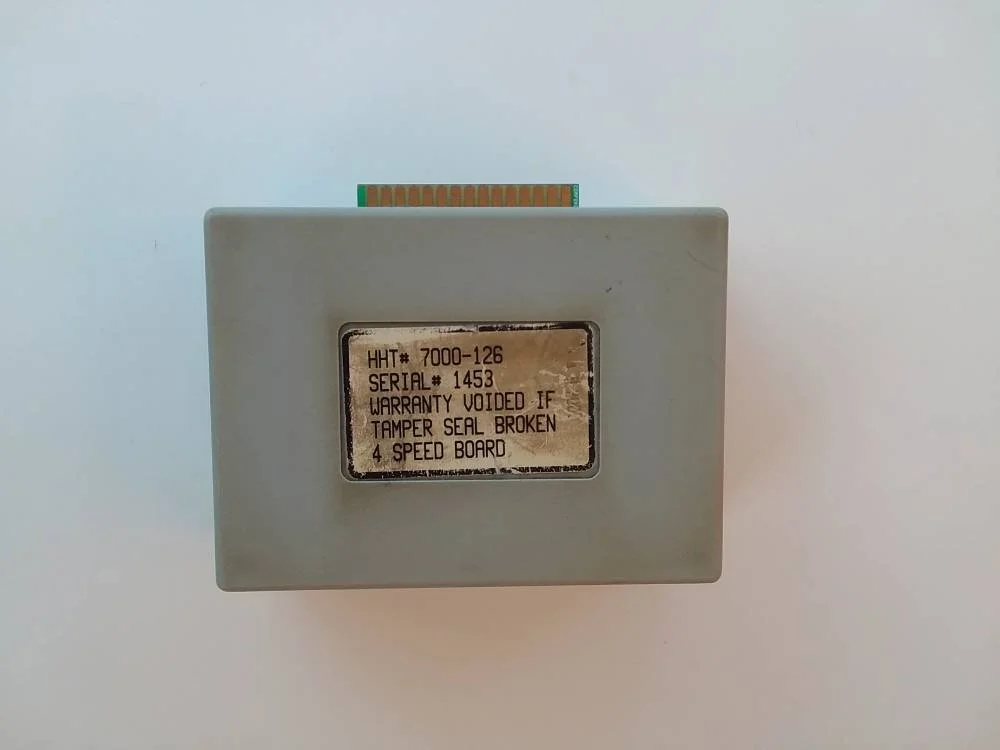 HHT# 7000-126
SERIAL# 1453
WARRANTY VOIDED IF
TAMPER SEAL BROKEN
4 SPEED BOARD